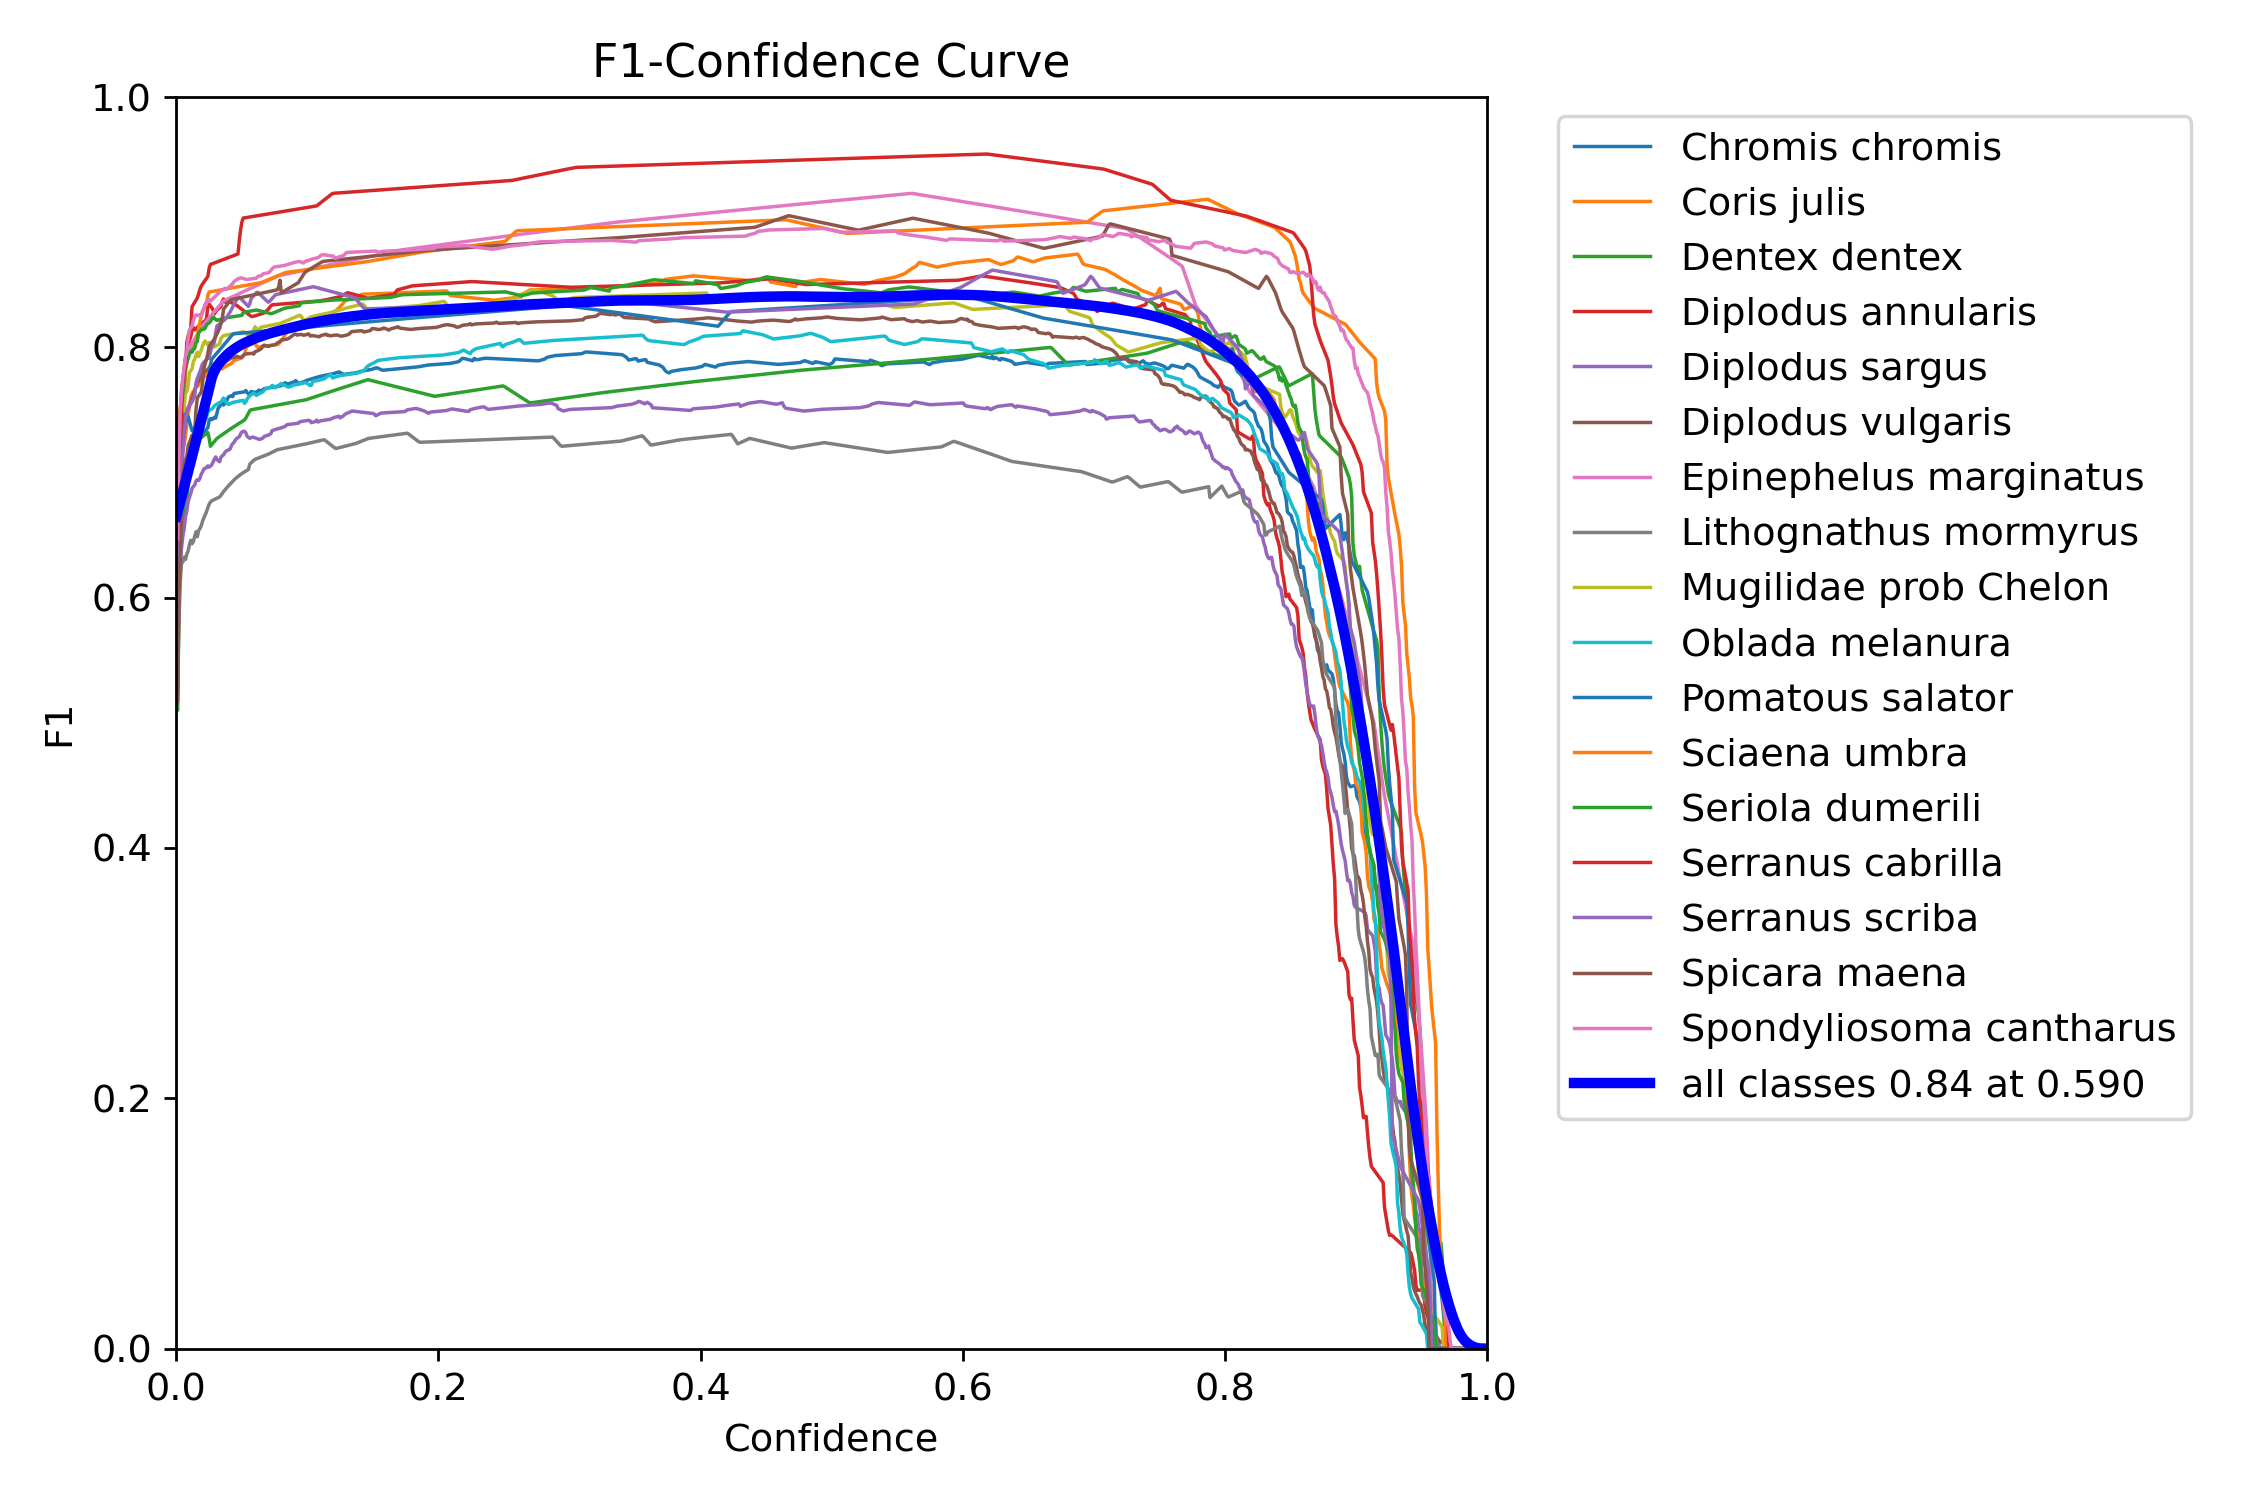 F1-Confidence Curve
1.0
0.8
0.6
0.4
0.2
0.0
F1
0.0 0.2 0.4 0.6 0.8 1.0
Confidence
Chromis chromis
Coris julis
Dentex dentex
Diplodus annularis
Diplodus sargus
Diplodus vulgaris
Epinephelus marginatus
Lithognathus mormyrus
Mugilidae prob Chelon
Oblada melanura
Pomatous salator
Sciaena umbra
Seriola dumerili
Serranus cabrilla
Serranus scriba
Spicara maena
Spondyliosoma cantharus
all classes 0.84 at 0.590